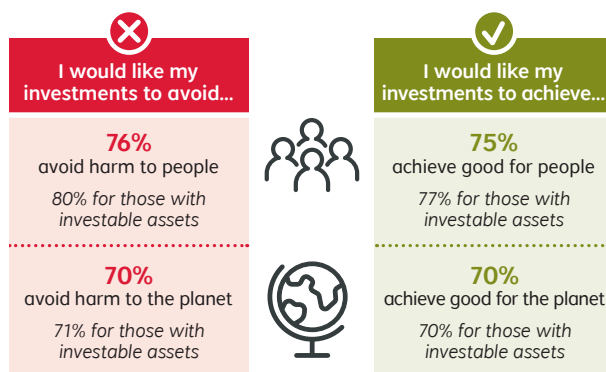 I would like my
investments to avoid...
76%
avoid harm to people
80% for those with
investable assets
70%
avoid harm to the planet
71% for those with
investable assets
I would like my
investments to achieve...
75%
achieve good for people
77% for those with
investable assets
70%
achieve good for the planet
70% for those with
investable assets